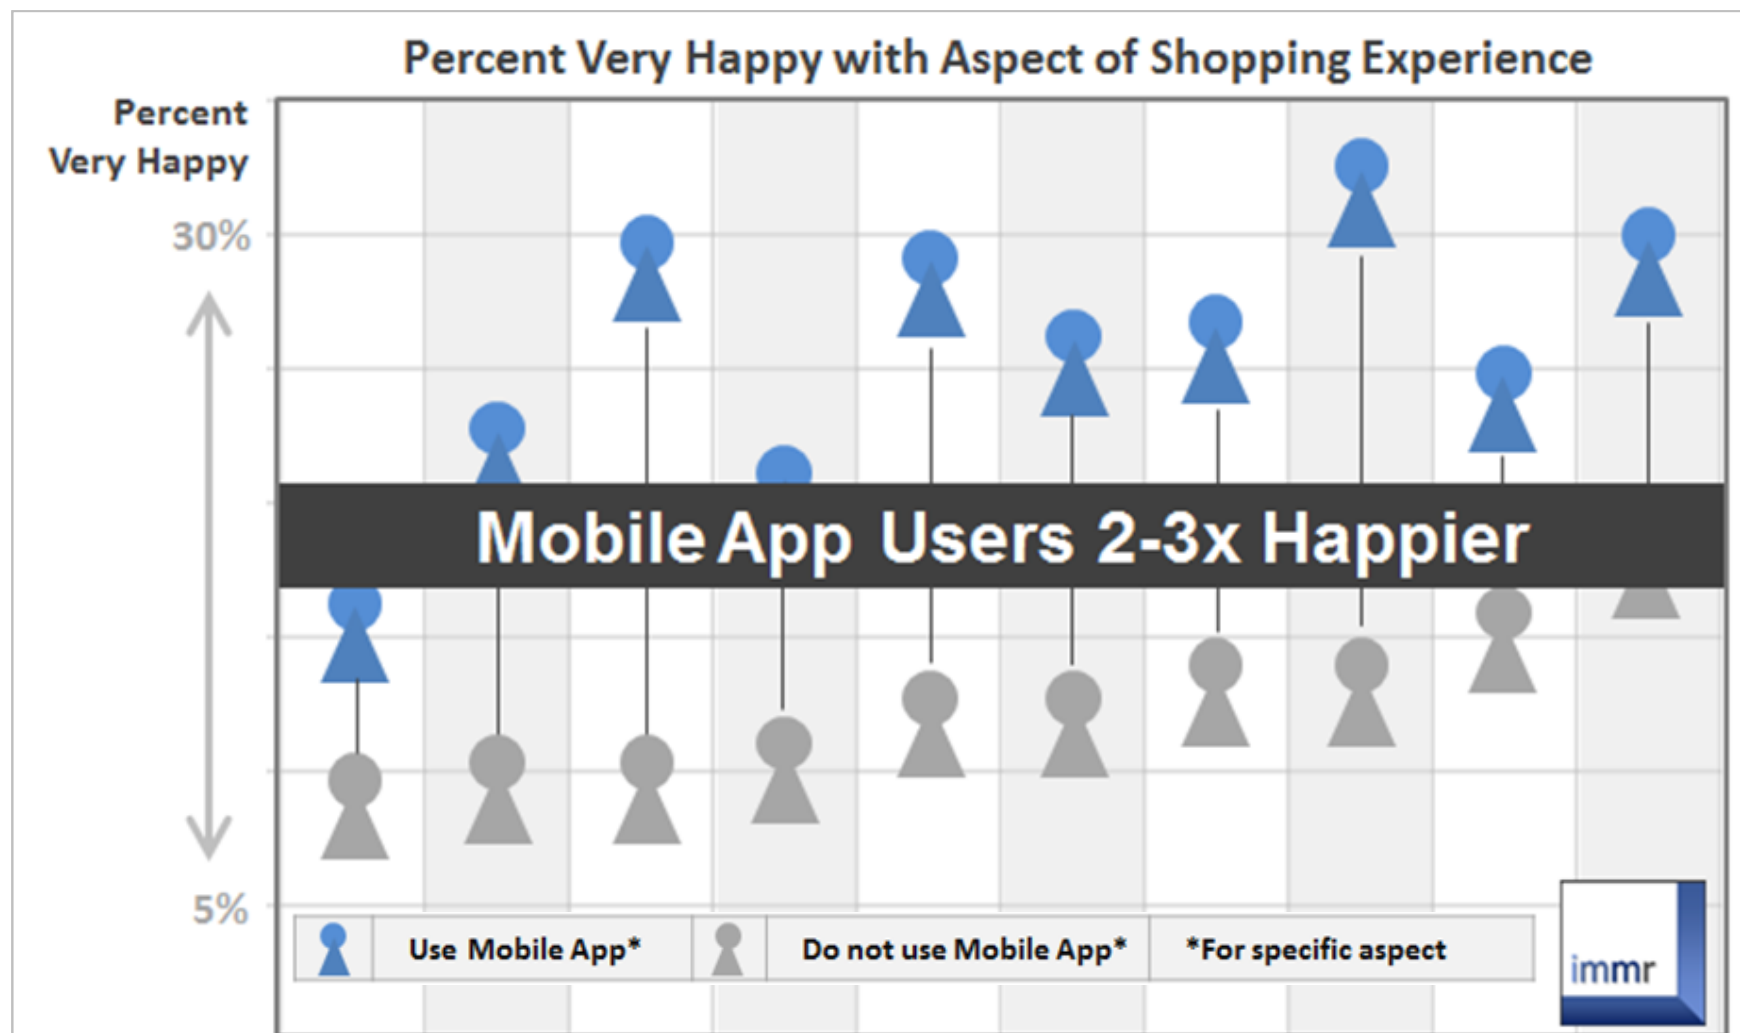 Percent Very Happy with Aspect of Shopping Experience
Percent
Very Happy
30%
Mobile App Users 2-3x Happier
5%
Use Mobile App*
Do not use Mobile App*
*For specific aspect
immr